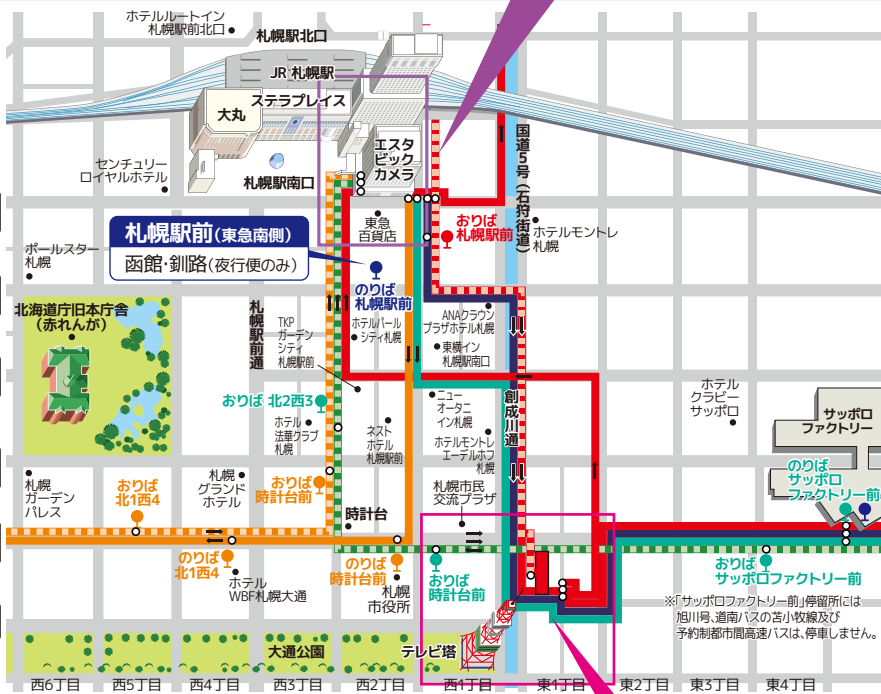 ホテルルートイン
札幌駅前北口
札幌駅北口
JR 札幌駅
ステラプレイス
大丸
エスタ
ビック
カメラ
センチュリー
ロイヤルホテル
札幌駅南口
国道5号（石狩街道）
東急
百貨店
おりば
札幌駅前
ホテルモントレ
札幌
札幌駅前（東急南側）
函館・釧路（夜行便のみ）
ポールスター
札幌
のりば
札幌駅前
北海道庁旧本庁舎
（赤れんが）
札幌駅前通
TKP
ガーデン
シティ
札幌駅前
ホテルパール
シティ札幌
ANAクラウン
プラザホテル札幌
東横イン
札幌駅南口
おりば 北2西3
ホテル
法華クラブ
札幌
ネスト
ホテル
札幌駅前
ニュー
オータニ
イン札幌
創成川通
ホテルモントレ
エーデルホフ
札幌
ホテル
クラビー
サッポロ
サッポロ
ファクトリー
のりば
サッポロ
ファクトリー前
札幌
ガーデン
パレス
おりば
北1西4
札幌
グランド
ホテル
おりば
時計台前
時計台
札幌市民
交流プラザ
のりば
北1西4
ホテル
WBF札幌大通
のりば
時計台前
札幌
市役所
おりば
時計台前
おりば
サッポロファクトリー前
※「サッポロファクトリー前」停留所には
旭川号、道南バスの苫小牧線及び
予約制都市間高速バスは、停車しません。
大通公園
テレビ塔
西6丁目
西5丁目
西4丁目
西3丁目
西2丁目
西1丁目
東1丁目
東2丁目
東3丁目
東4丁目